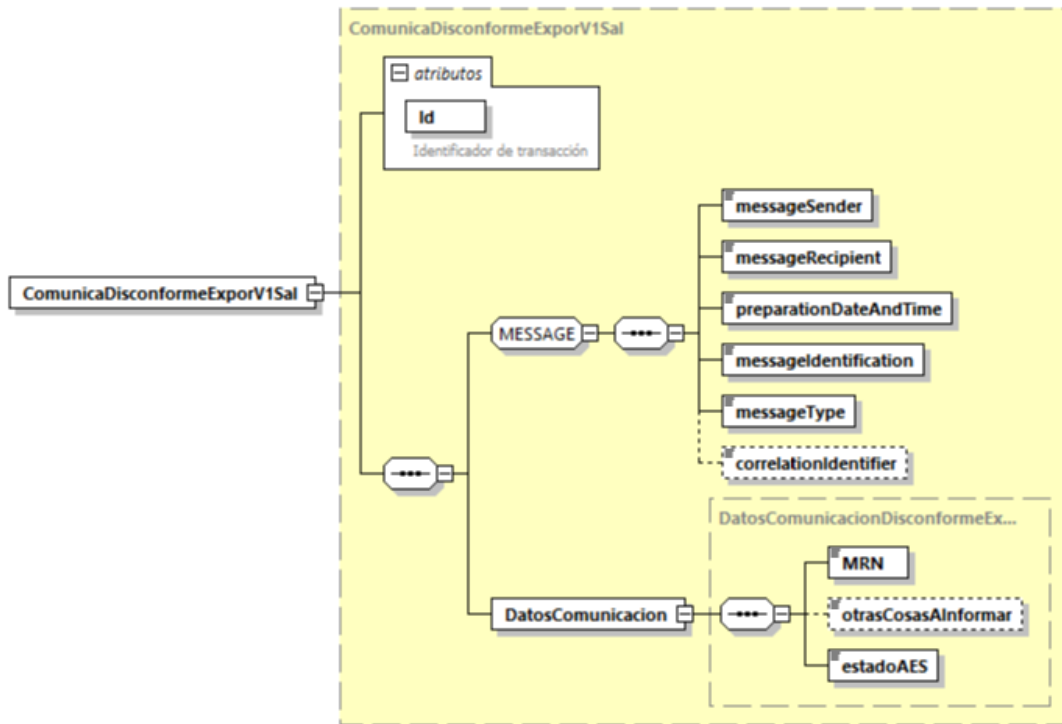 ComunicaDisconformeExporV1Sal
atributos
Id
Identificador de transacción
messageSender
messageRecipient
ComunicaDisconformeExporV1Sal
MESSAGE
preparationDateAndTime
messageIdentification
messageType
correlationIdentifier
DatosComunicacionDisconformeEx...
MRN
DatosComunicacion
otrasCosasAInformar
estadoAES